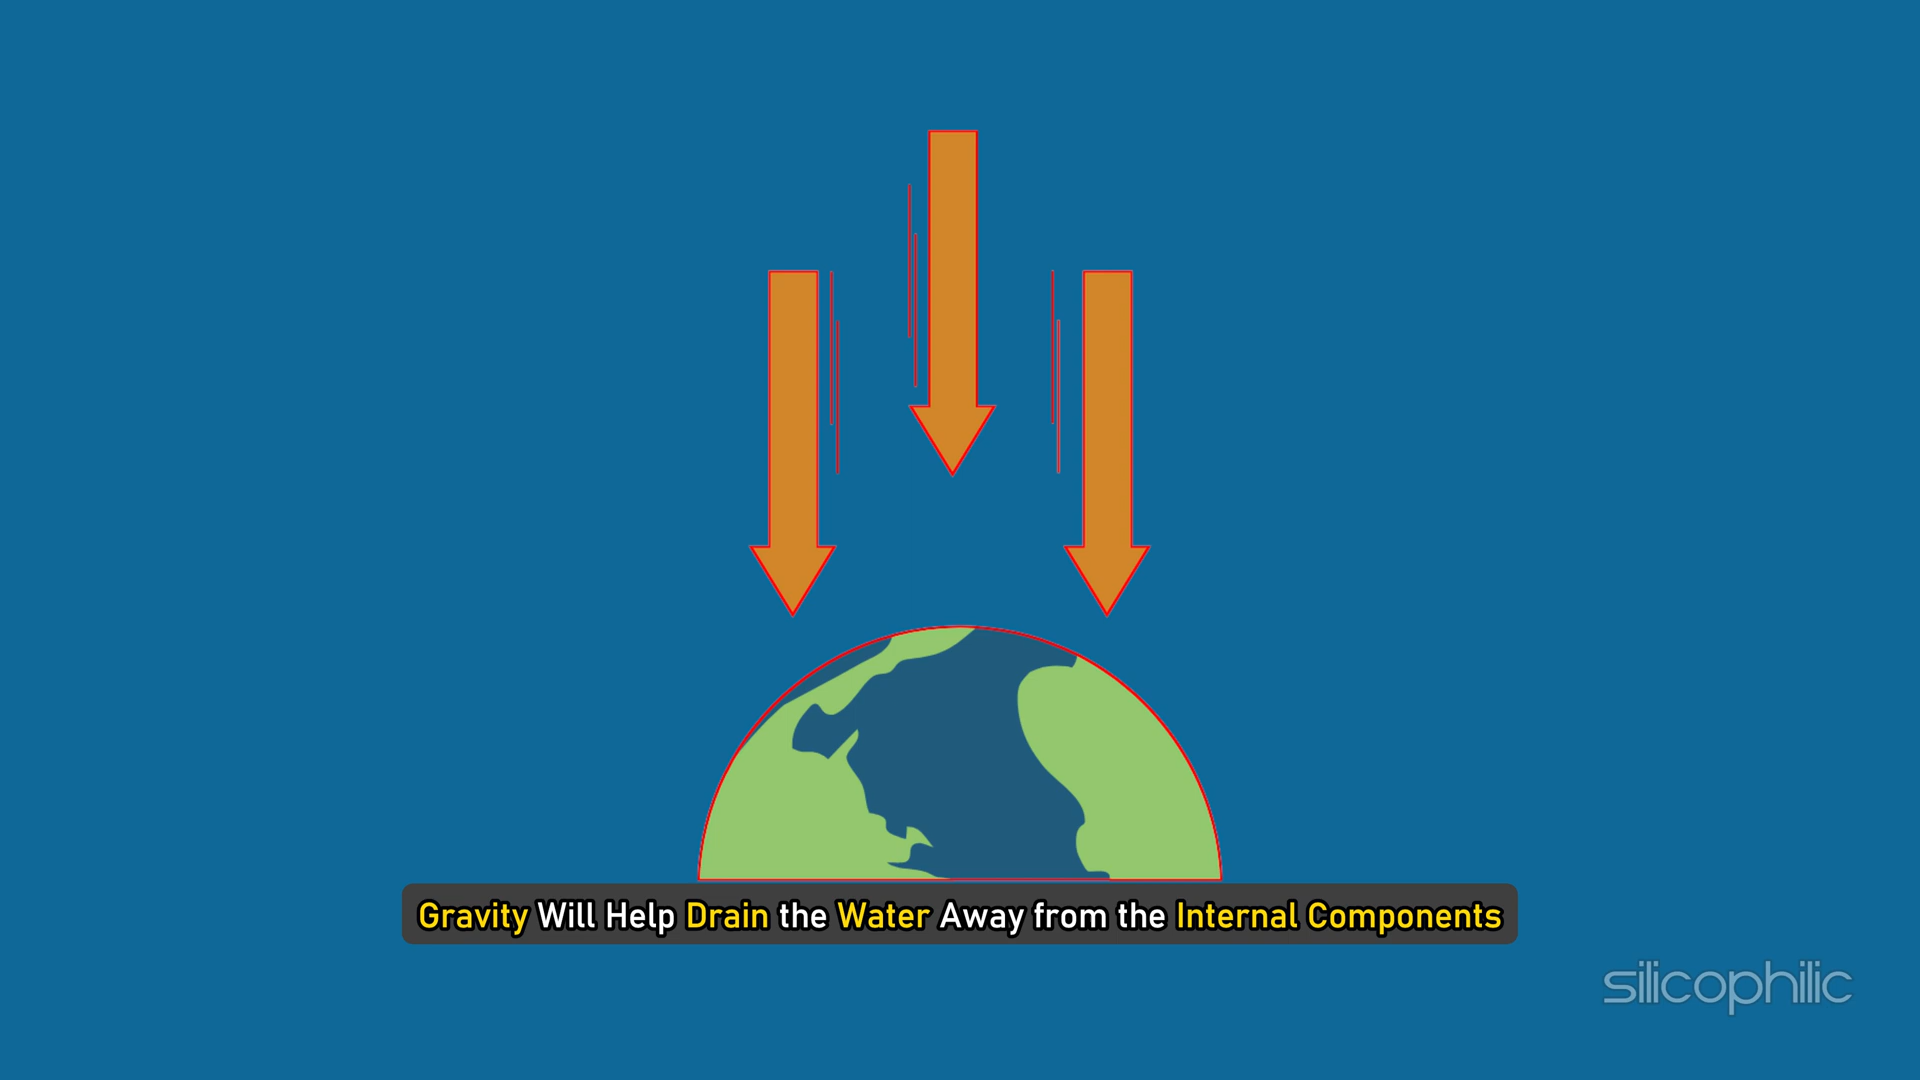 Gravity Will Help Drain the Water Away from the Internal Components
silicophilic